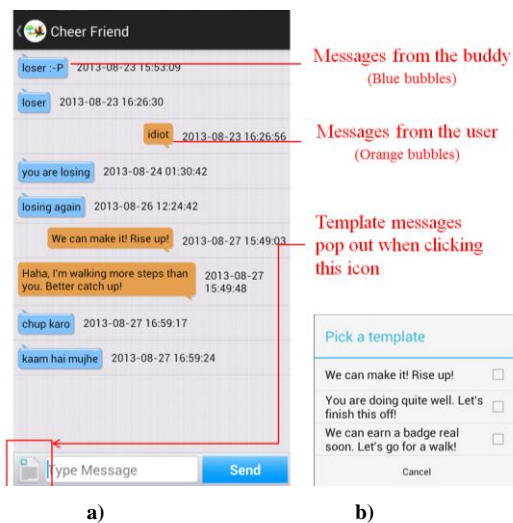 Cheer Friend
loser :-P 2013-08-23 15:53:09
loser 2013-08-23 16:26:30
idiot 2013-08-23 16:26:56
you are losing 2013-08-24 01:30:42
losing again 2013-08-26 12:24:42
We can make it! Rise up! 2013-08-27 15:49:03
Haha, I'm walking more steps than
you. Better catch up!
2013-08-27
15:49:48
chup karo 2013-08-27 16:59:17
kaam hai mujhe 2013-08-27 16:59:24
Type Message
Send
Messages from the buddy
(Blue bubbles)
Messages from the user
(Orange bubbles)
Template messages
pop out when clicking
this icon
Pick a template
We can make it! Rise up!
You are doing quite well. Let's
finish this off!
We can earn a badge real
soon. Let's go for a walk!
Cancel
a)
b)